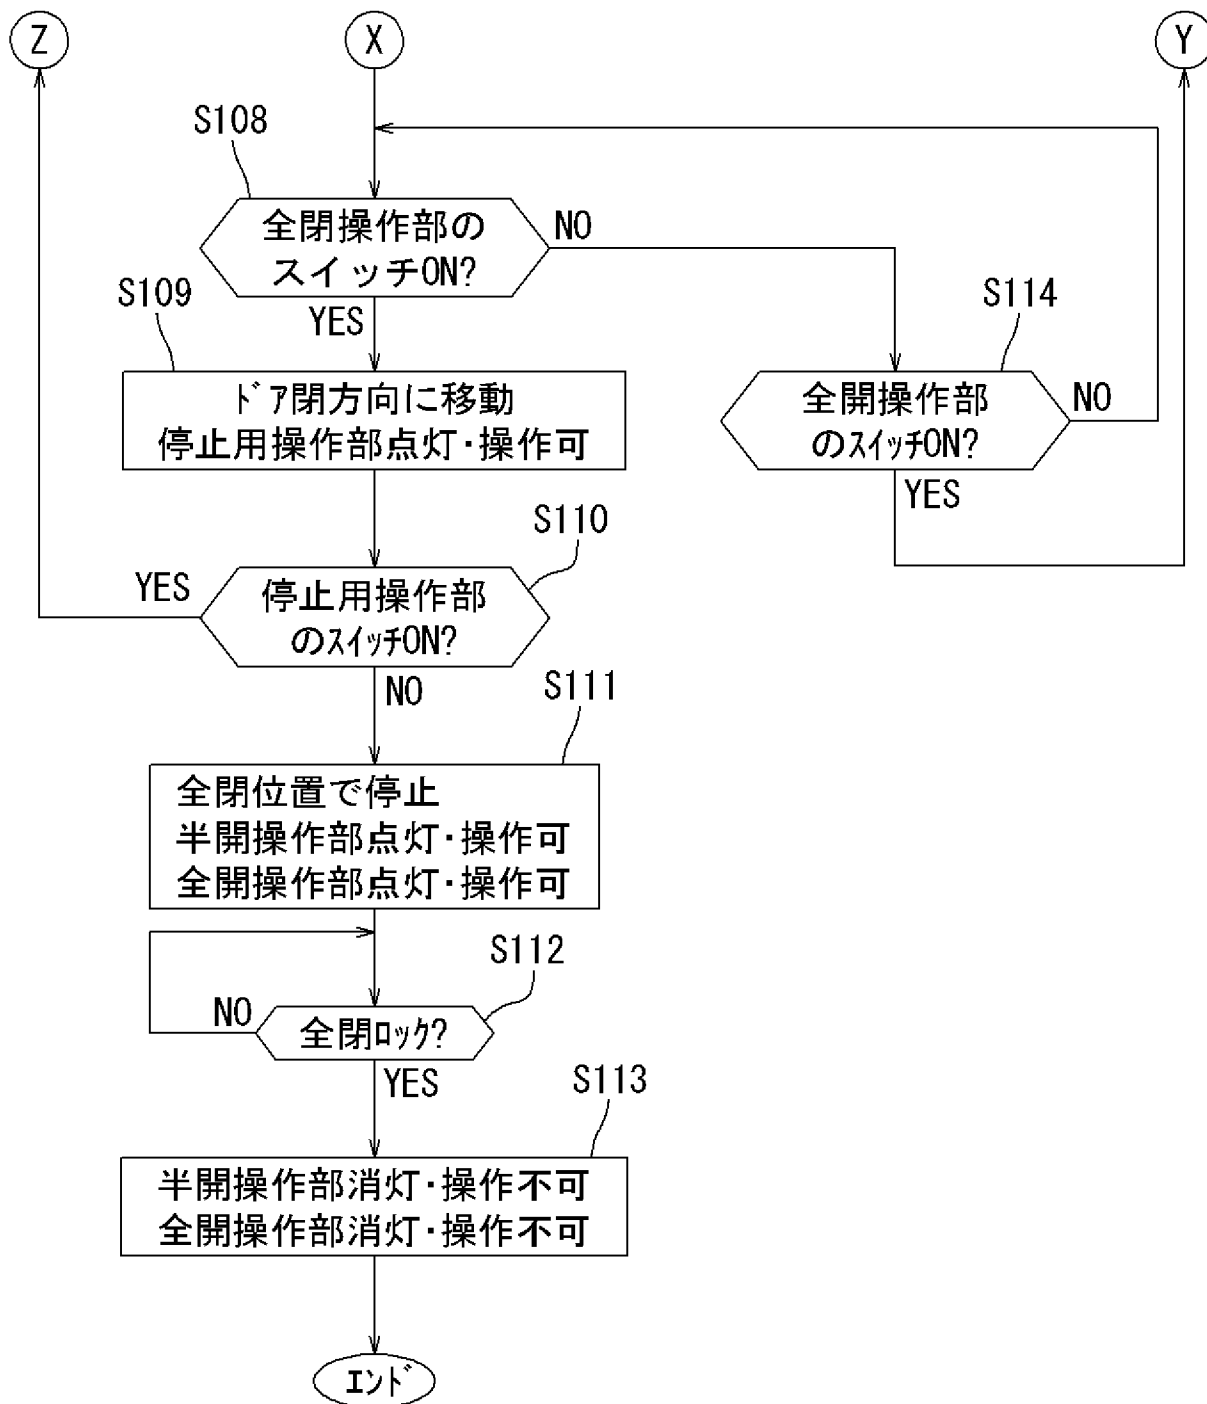 Z
X
Y
S108
全閉操作部の
スイッチON?
NO
YES
S109
ﾄﾞｱ閉方向に移動
停止用操作部点灯・操作可
S114
全開操作部
のｽｲｯﾁON?
NO
YES
S110
停止用操作部
のｽｲｯﾁON?
YES
NO
S111
全閉位置で停止
半開操作部点灯・操作可
全開操作部点灯・操作可
S112
全閉ﾛｯｸ?
NO
YES
S113
半開操作部消灯・操作不可
全開操作部消灯・操作不可
ｴﾝﾄﾞ